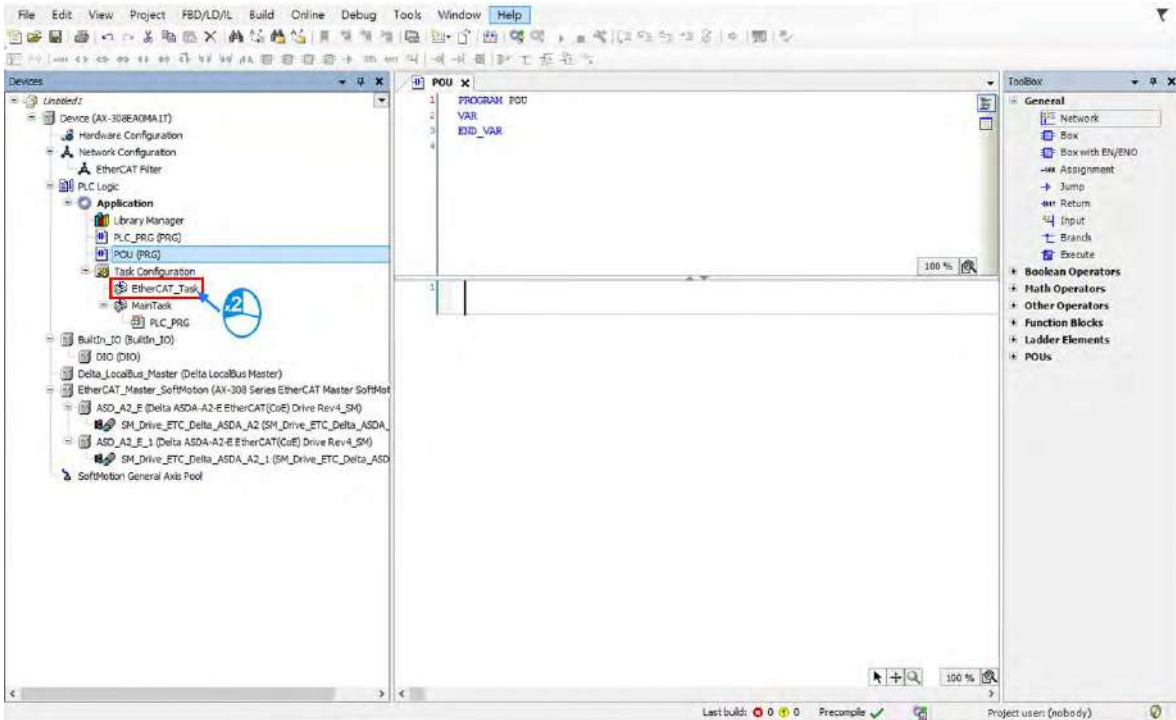 File Edit View Project FBD/LD/IL Build Online Debug Tools Window Help
Devices
Untitled1
Device (AX-308EA0MA1T)
Hardware Configuration
Network Configuration
EtherCAT Filter
PLC Logic
Application
Library Manager
PLC_PRG (PRG)
POU (PRG)
Task Configuration
EtherCAT_Task
x2
MainTask
PLC_PRG
BuiltIn_IO (BuiltIn_IO)
DIO (DIO)
Delta_LocalBus_Master (Delta LocalBus Master)
EtherCAT_Master_SoftMotion (AX-308 Series EtherCAT Master SoftMot
ASD_A2_E (Delta ASDA-A2-E EtherCAT(CoE) Drive Rev4_SM)
SM_Drive_ETC_Delta_ASDA_A2 (SM_Drive_ETC_Delta_ASDA_
ASD_A2_E_1 (Delta ASDA-A2-E EtherCAT(CoE) Drive Rev4_SM)
SM_Drive_ETC_Delta_ASDA_A2_1 (SM_Drive_ETC_Delta_ASD
SoftMotion General Axis Pool
POU
1 PROGRAM POU
2 VAR
3 END_VAR
4
100 %
1
100 %
ToolBox
General
Network
Box
Box with EN/ENO
Assignment
Jump
Return
Input
Branch
Execute
Boolean Operators
Math Operators
Other Operators
Function Blocks
Ladder Elements
POUs
Last build: 0 0 Precompile Project user: (nobody)